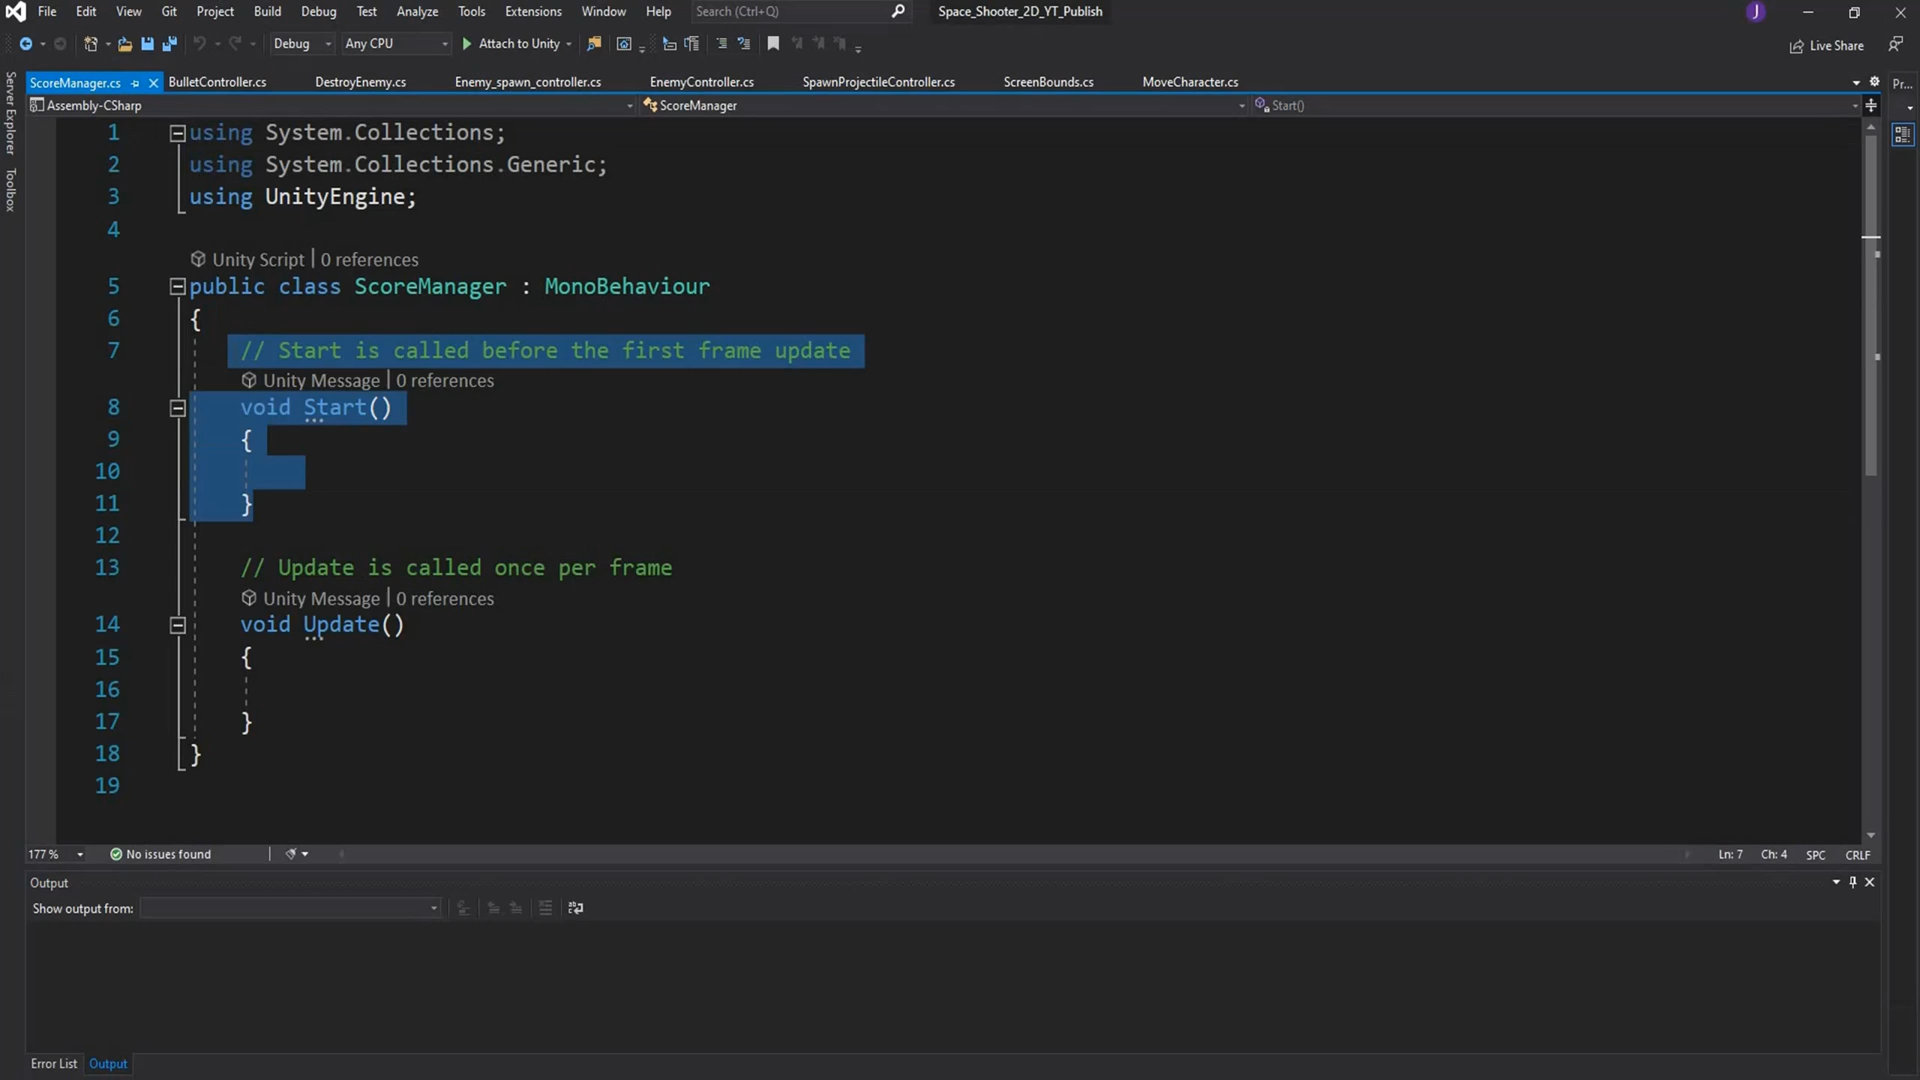 File Edit View Git Project Build Debug Test Analyze Tools Extensions Window Help Search (Ctrl+Q) Space_Shooter_2D_YT_Publish J
Debug Any CPU Attach to Unity Live Share
ScoreManager.cs BulletController.cs DestroyEnemy.cs Enemy_spawn_controller.cs EnemyController.cs SpawnProjectileController.cs ScreenBounds.cs MoveCharacter.cs Pr...
Assembly-CSharp ScoreManager Start()
Server Explorer
Toolbox
1 using System.Collections;
2 using System.Collections.Generic;
3 using UnityEngine;
4
Unity Script | 0 references
5 public class ScoreManager : MonoBehaviour
6 {
7 // Start is called before the first frame update
Unity Message | 0 references
8 void Start()
9 {
10
11 }
12
13 // Update is called once per frame
Unity Message | 0 references
14 void Update()
15 {
16
17 }
18 }
19
177 % No issues found Ln: 7 Ch: 4 SPC CRLF
Output
Show output from:
Error List Output